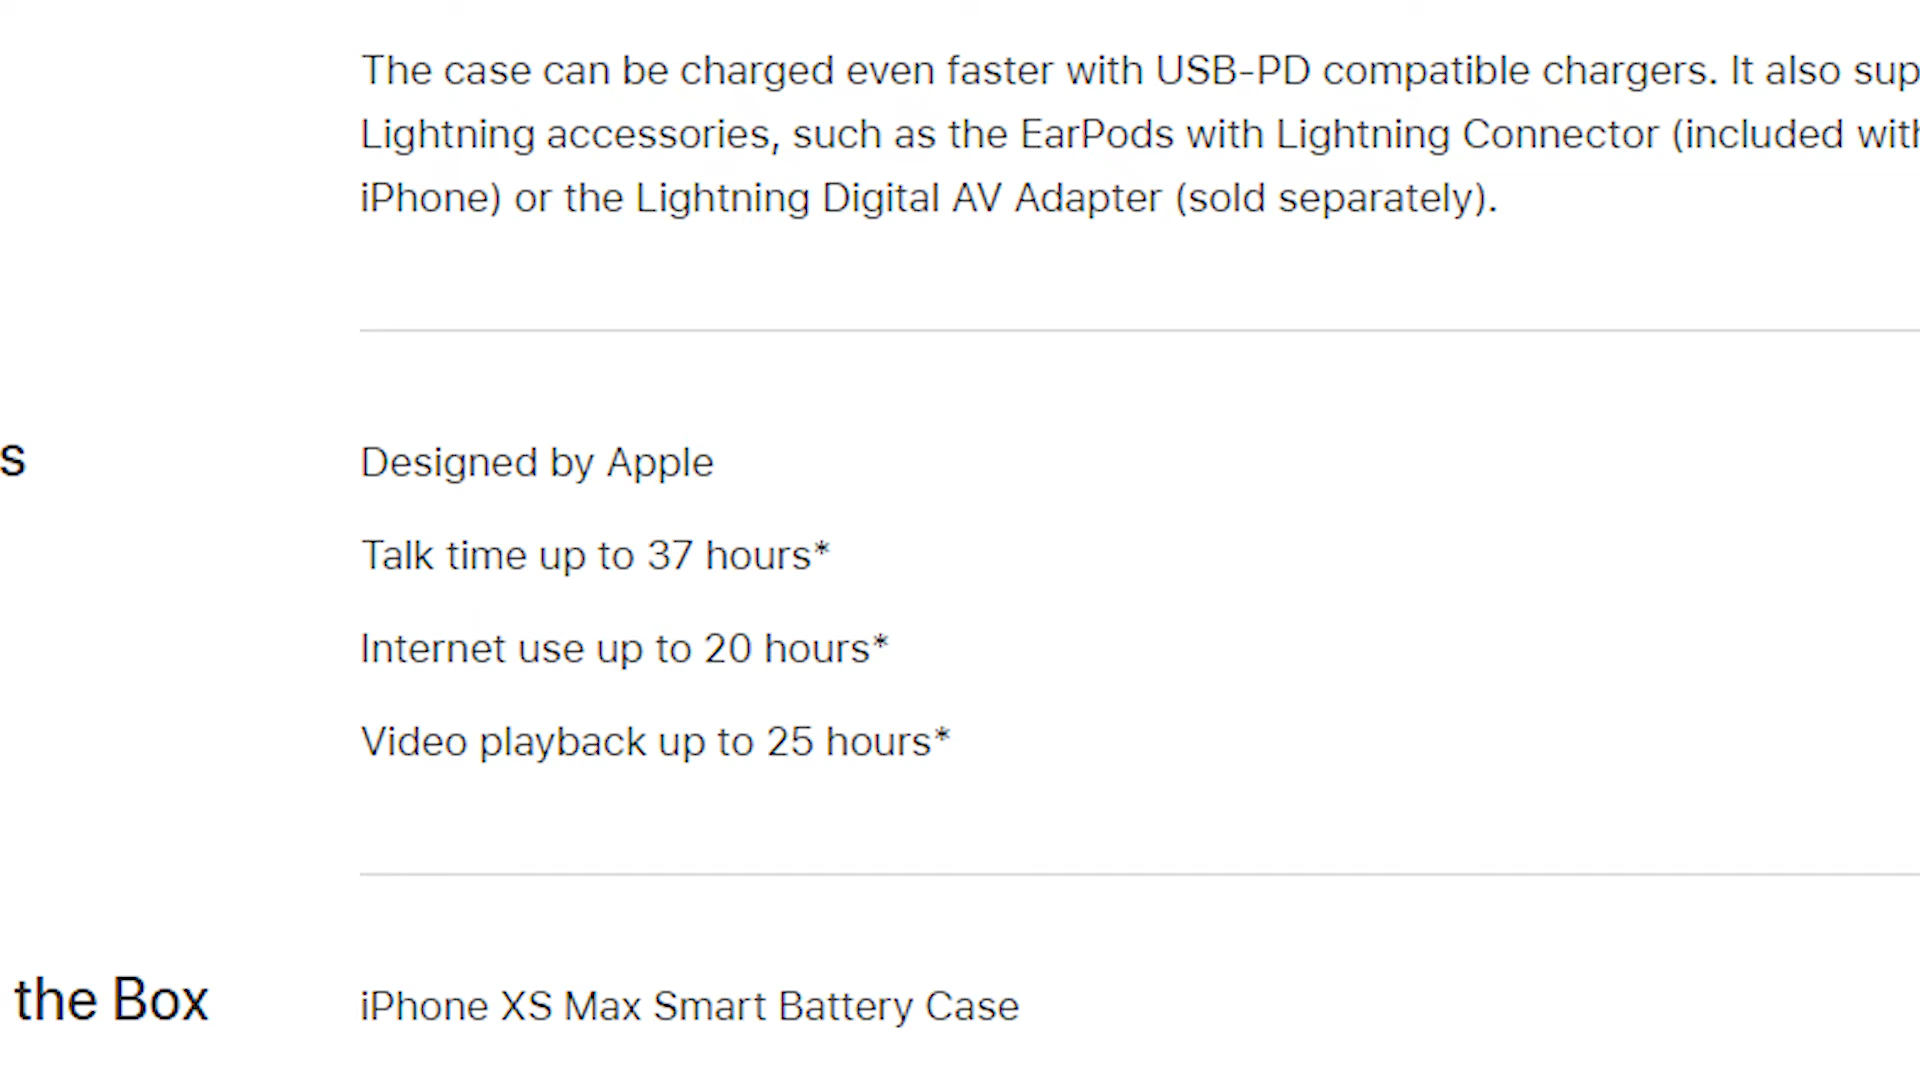 The case can be charged even faster with USB-PD compatible chargers. It also sup
Lightning accessories, such as the EarPods with Lightning Connector (included with
iPhone) or the Lightning Digital AV Adapter (sold separately).
s
Designed by Apple
Talk time up to 37 hours*
Internet use up to 20 hours*
Video playback up to 25 hours*
the Box
iPhone XS Max Smart Battery Case